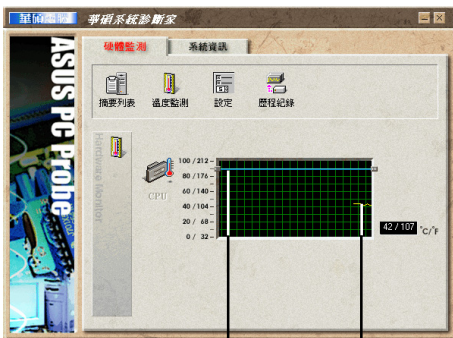 華碩電腦 華碩系統診斷家
ASUS PC Probe
硬體監測 系統資訊
摘要列表 溫度監測 設定 歷程紀錄
Hardware Monitor
CPU
100 / 212
80 / 176
60 / 140
40 / 104
20 / 68
0 / 32
42 / 107 °C/°F